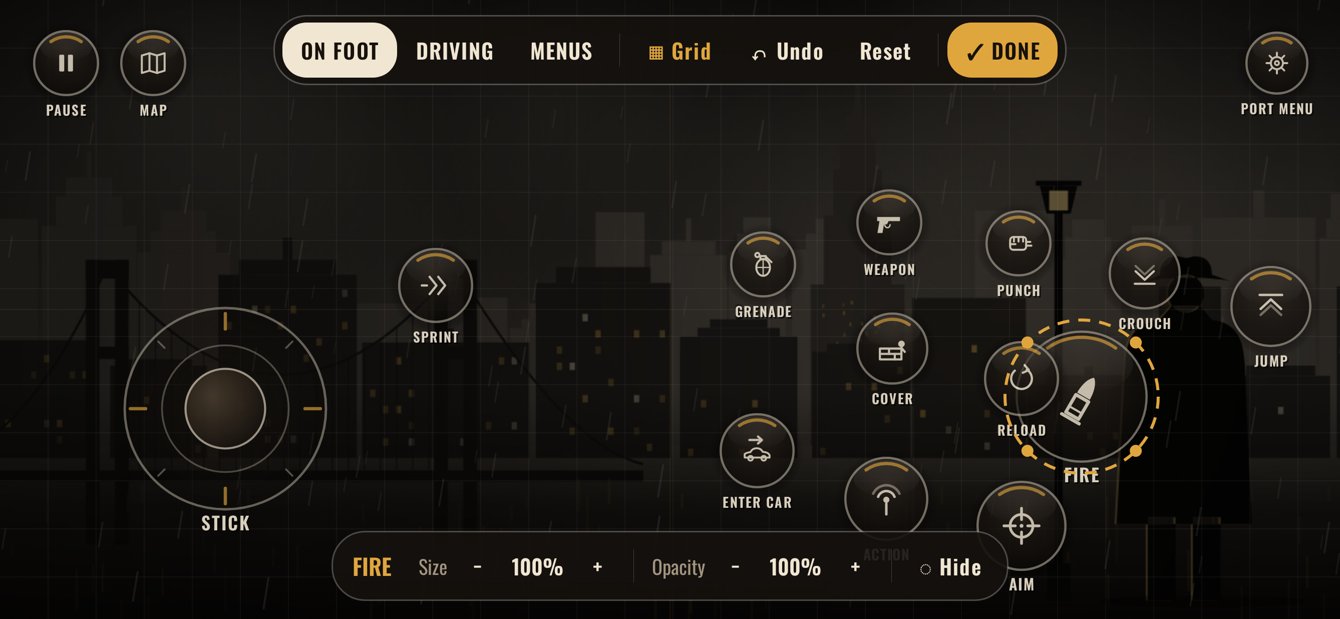 ON FOOT DRIVING MENUS Grid Undo Reset ✓ DONE
PAUSE MAP PORT MENU
WEAPON
PUNCH
GRENADE
CROUCH
SPRINT
JUMP
COVER
RELOAD
FIRE
ENTER CAR
STICK
ACTION
FIRE Size - 100% + Opacity - 100% + Hide
AIM